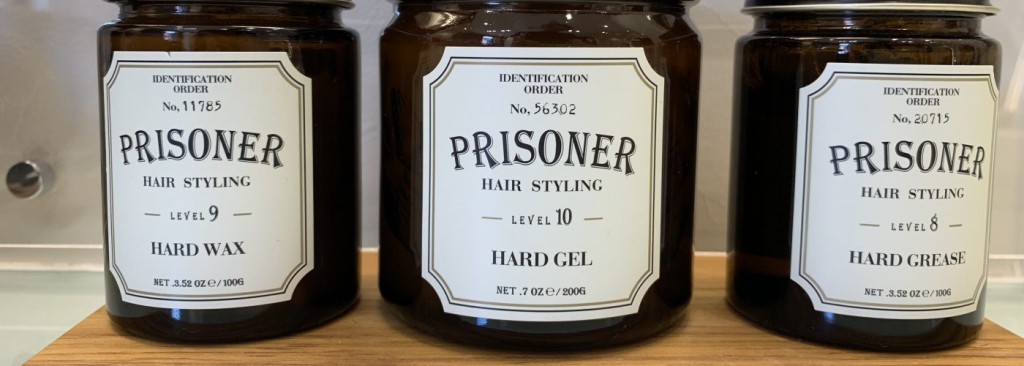 IDENTIFICATION
ORDER
No, 11785
PRISONER
HAIR STYLING
LEVEL 9
HARD WAX
NET .3.52 OZ ℮/100G
IDENTIFICATION
ORDER
No, 56302
PRISONER
HAIR STYLING
LEVEL 10
HARD GEL
NET .7 OZ ℮/200G
IDENTIFICATION
ORDER
No, 20715
PRISONER
HAIR STYLING
LEVEL 8
HARD GREASE
NET .3.52 OZ ℮/100G